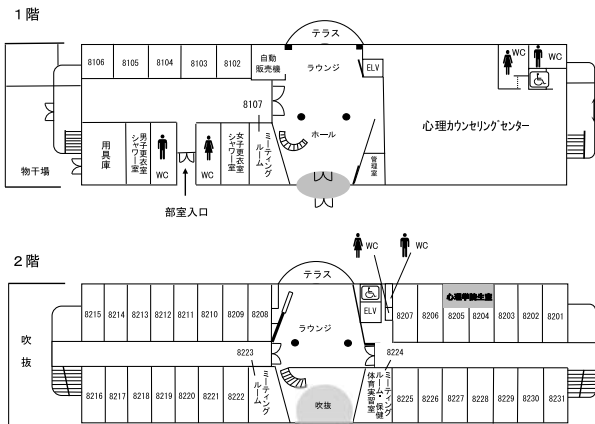 1階
テラス
8106
8105
8104
8103
8102
自動
販売機
ラウンジ
ELV
WC
WC
8107
ホール
心理カウンセリングセンター
用具庫
男子更衣室
シャワー室
WC
WC
女子更衣室
シャワー室
ミーティング
ルーム
管理室
物干場
部室入口
2階
WC
WC
テラス
8215
8214
8213
8212
8211
8210
8209
8208
ラウンジ
ELV
8207
8206
心理学院生室
8205
8204
8203
8202
8201
吹抜
8223
8224
8216
8217
8218
8219
8220
8221
8222
ミーティング
ルーム
吹抜
ミーティング
ルーム・保健
体育実習室
8225
8226
8227
8228
8229
8230
8231